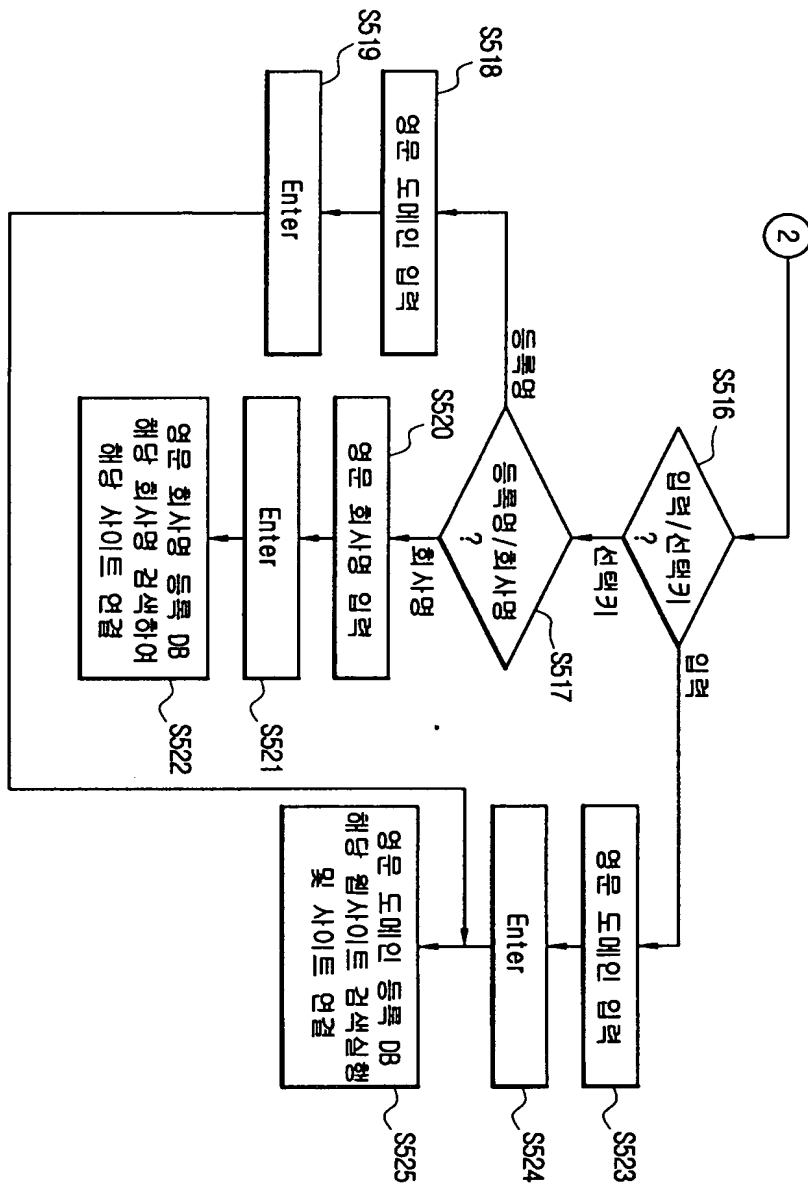 2
S516
입력/선택키
?
입력
선택키
S517
등록명/회사명
?
등록명
회사명
S518
영문 도메인 입력
S519
Enter
S520
영문 회사명 입력
S521
Enter
S522
영문 회사명 등록 DB
해당 회사명 검색하여
해당 사이트 연결
S523
영문 도메인 입력
S524
Enter
S525
영문 도메인 등록 DB
해당 웹사이트 검색실행
및 사이트 연결